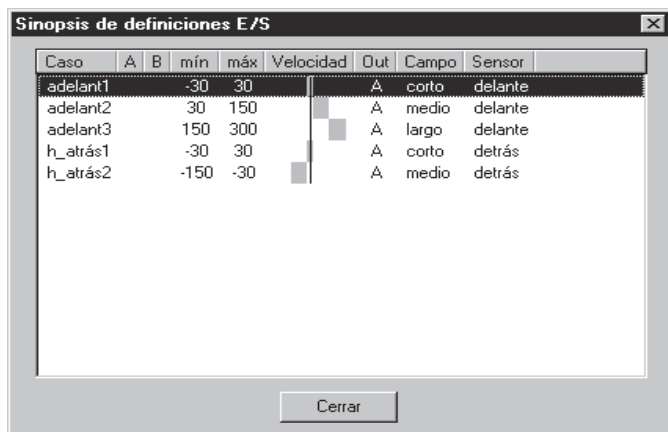 Sinopsis de definiciones E/S
Caso A B mín máx Velocidad Out Campo Sensor
adelant1 -30 30 A corto delante
adelant2 30 150 A medio delante
adelant3 150 300 A largo delante
h_atrás1 -30 30 A corto detrás
h_atrás2 -150 -30 A medio detrás
Cerrar